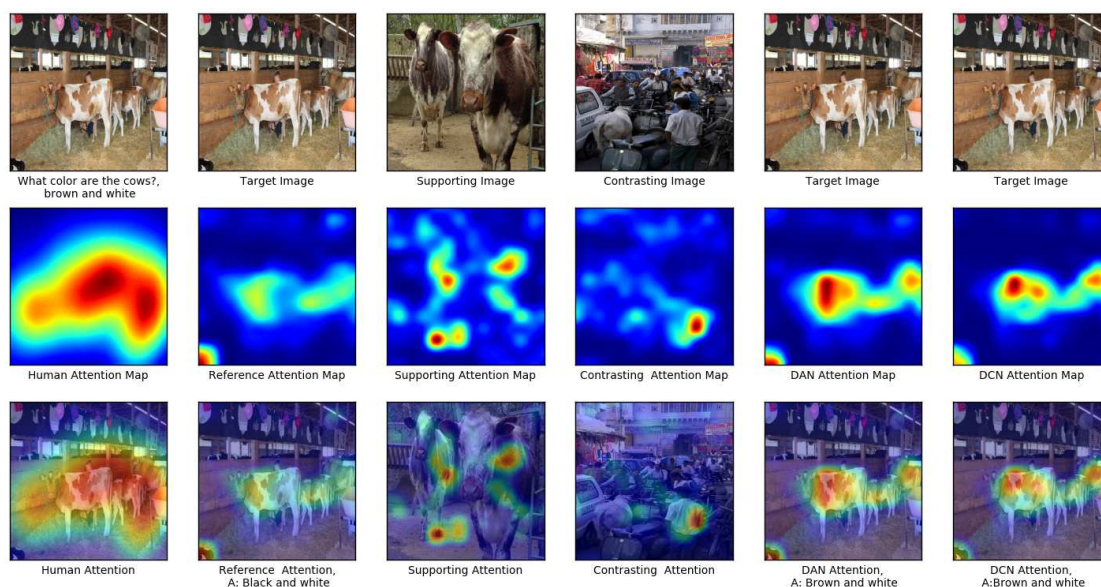 What color are the cows?,
brown and white
Target Image
Supporting Image
Contrasting Image
Target Image
Target Image
Human Attention Map
Reference Attention Map
Supporting Attention Map
Contrasting  Attention Map
DAN Attention Map
DCN Attention Map
Human Attention
Reference  Attention,
A: Black and white
Supporting Attention
Contrasting  Attention
DAN Attention,
A: Brown and white
DCN Attention,
A:Brown and white